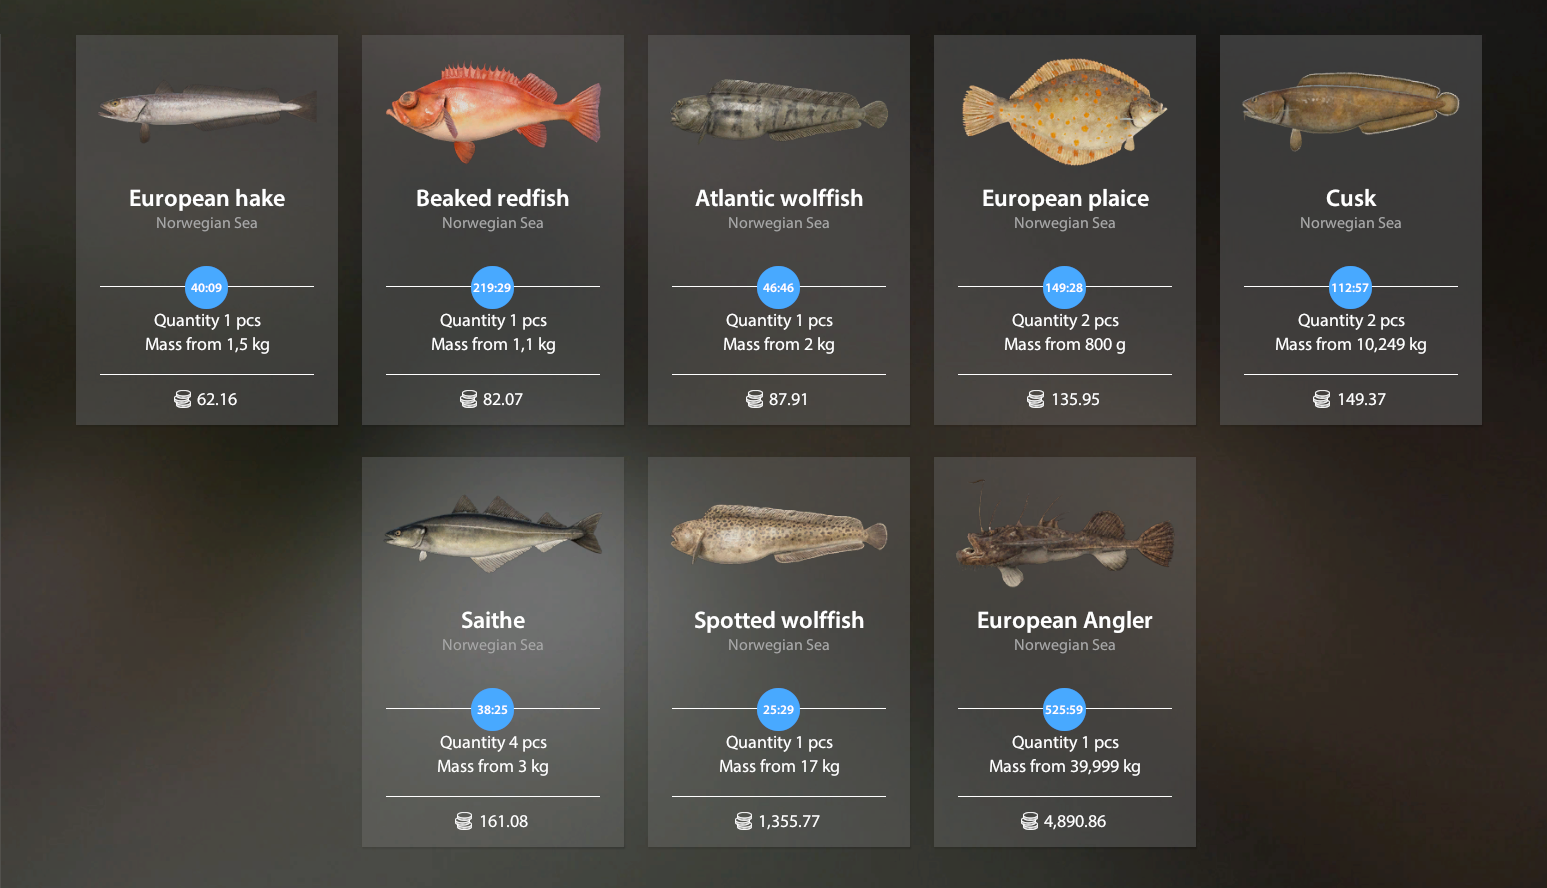 European hake
Norwegian Sea
40:09
Quantity 1 pcs
Mass from 1,5 kg
62.16
Beaked redfish
Norwegian Sea
219:29
Quantity 1 pcs
Mass from 1,1 kg
82.07
Atlantic wolffish
Norwegian Sea
46:46
Quantity 1 pcs
Mass from 2 kg
87.91
European plaice
Norwegian Sea
149:28
Quantity 2 pcs
Mass from 800 g
135.95
Cusk
Norwegian Sea
112:57
Quantity 2 pcs
Mass from 10,249 kg
149.37
Saithe
Norwegian Sea
38:25
Quantity 4 pcs
Mass from 3 kg
161.08
Spotted wolffish
Norwegian Sea
25:29
Quantity 1 pcs
Mass from 17 kg
1,355.77
European Angler
Norwegian Sea
525:59
Quantity 1 pcs
Mass from 39,999 kg
4,890.86